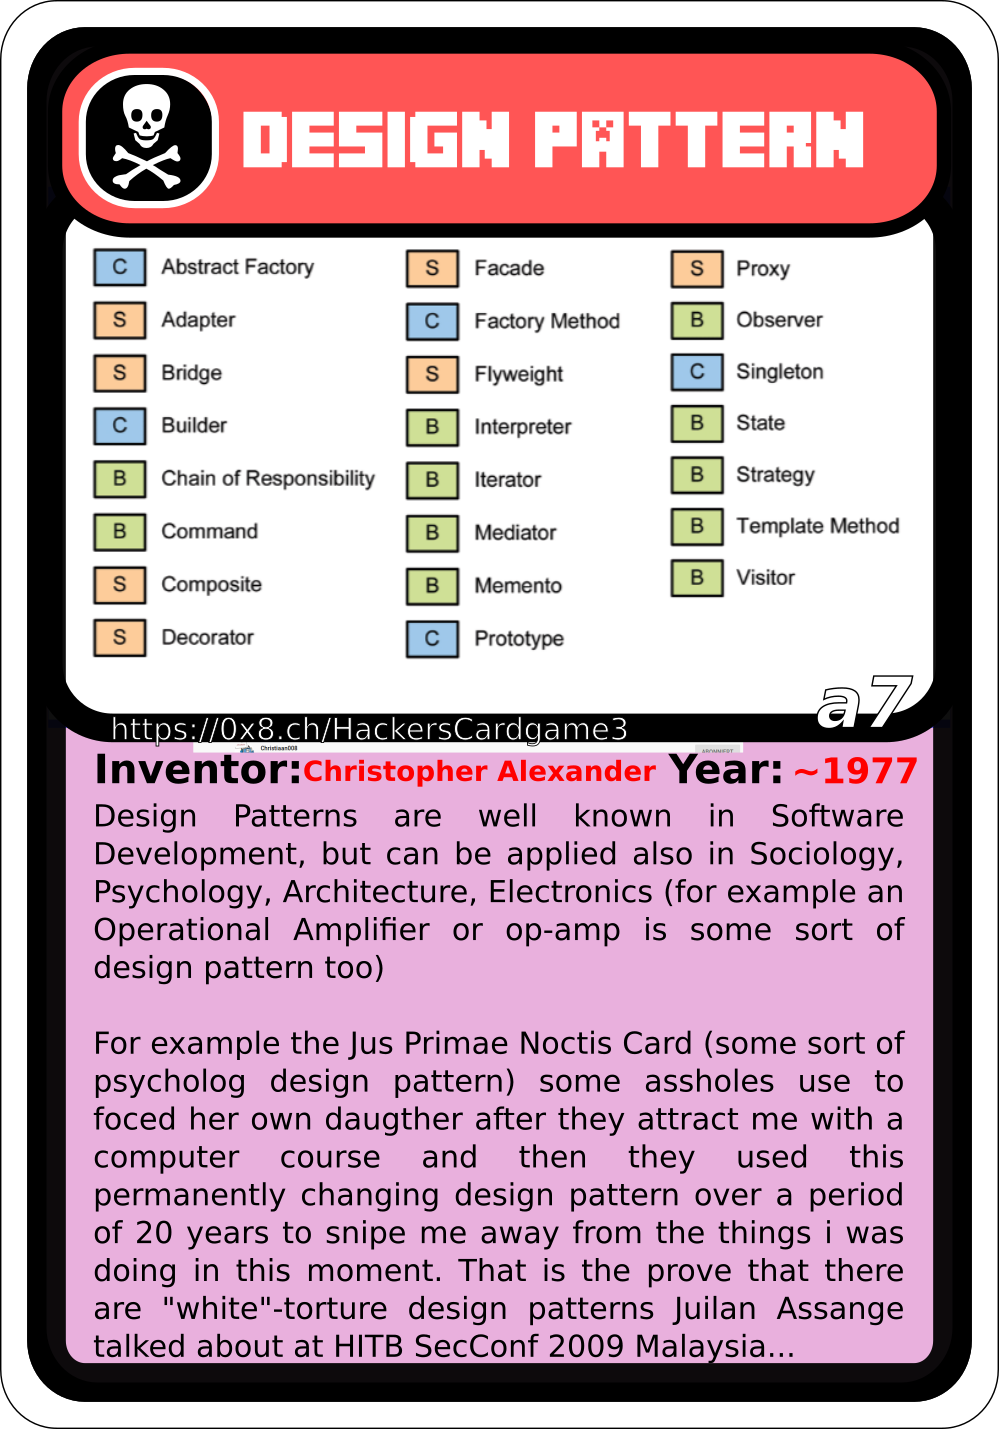 DESIGN PATTERN
C Abstract Factory
S Adapter
S Bridge
C Builder
B Chain of Responsibility
B Command
S Composite
S Decorator
S Facade
C Factory Method
S Flyweight
B Interpreter
B Iterator
B Mediator
B Memento
C Prototype
S Proxy
B Observer
C Singleton
B State
B Strategy
B Template Method
B Visitor
a7
https://0x8.ch/HackersCardgame3
Christiaan008
ABONNIERT
Inventor:Christopher Alexander Year: ~1977
Design Patterns are well known in Software
Development, but can be applied also in Sociology,
Psychology, Architecture, Electronics (for example an
Operational Amplifier or op-amp is some sort of
design pattern too)
For example the Jus Primae Noctis Card (some sort of
psycholog design pattern) some assholes use to
foced her own daugther after they attract me with a
computer course and then they used this
permanently changing design pattern over a period
of 20 years to snipe me away from the things i was
doing in this moment. That is the prove that there
are "white"-torture design patterns Juilan Assange
talked about at HITB SecConf 2009 Malaysia...